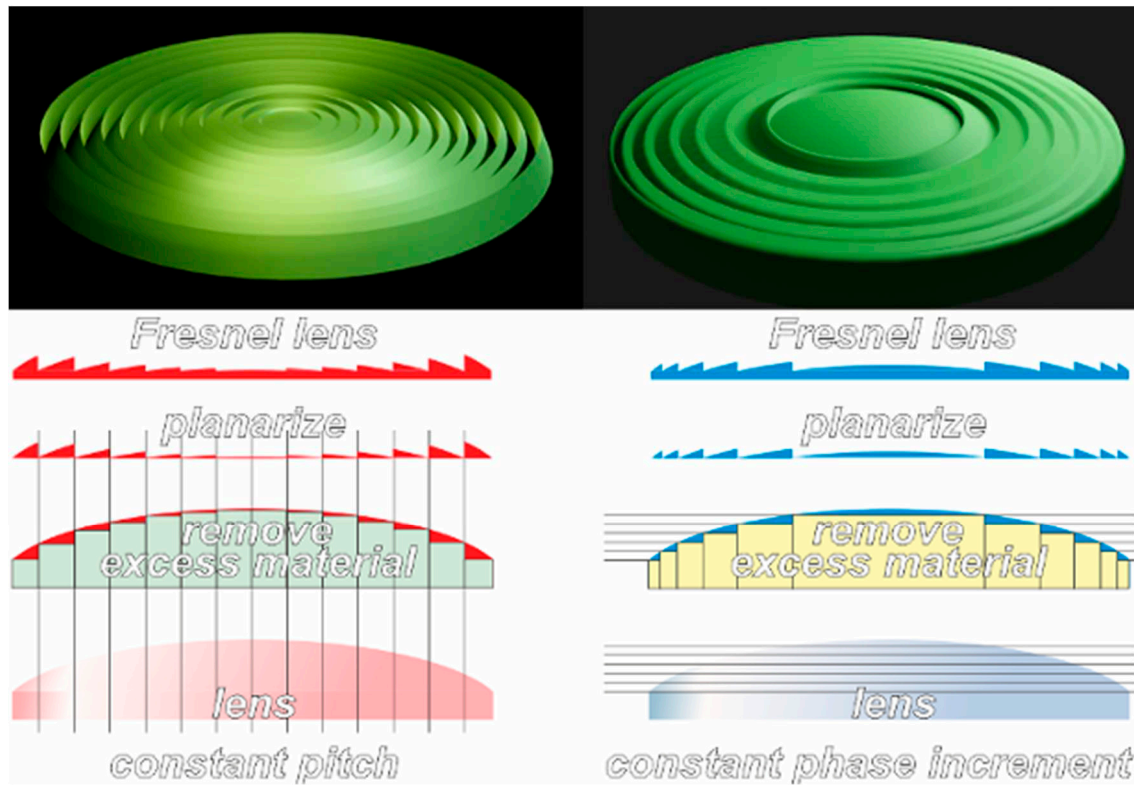 Fresnel lens
planarize
remove
excess material
lens
constant pitch
Fresnel lens
planarize
remove
excess material
lens
constant phase increment